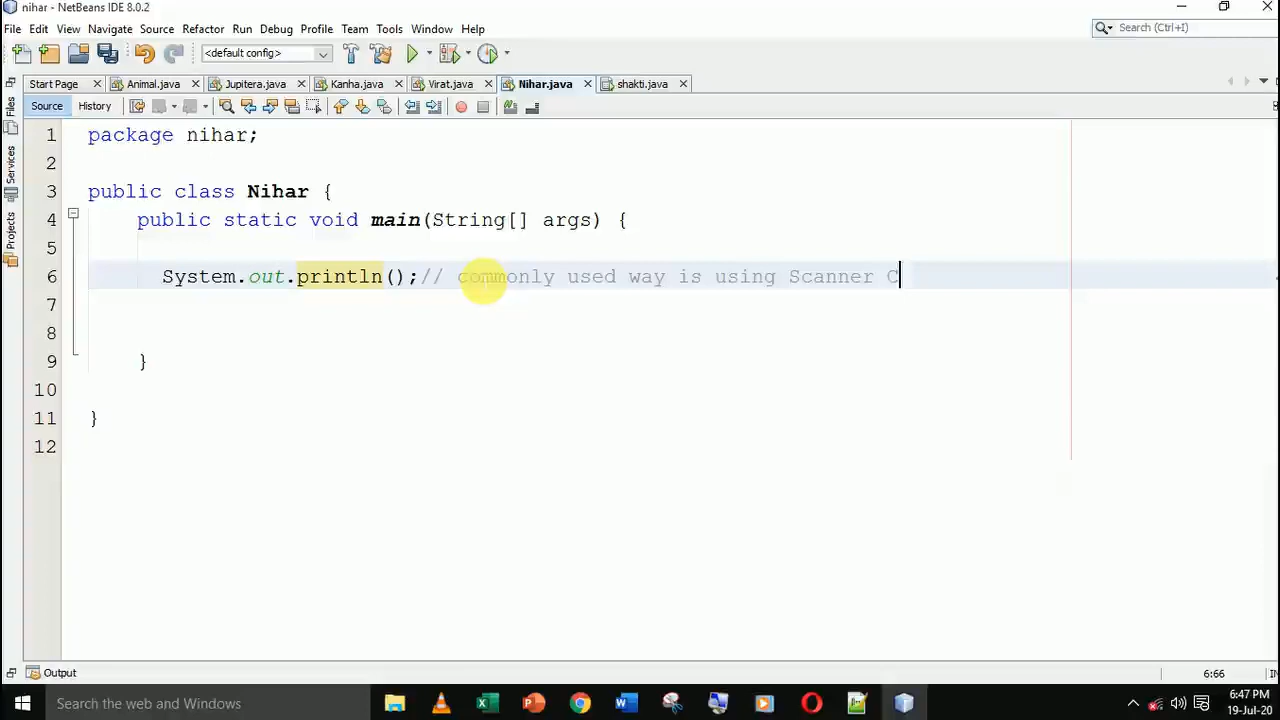 nihar - NetBeans IDE 8.0.2
File Edit View Navigate Source Refactor Run Debug Profile Team Tools Window Help
Search (Ctrl+I)
<default config>
Start Page Animal.java Jupitera.java Kanha.java Virat.java Nihar.java shakti.java
Source History
Files
Services
Projects
1 package nihar;
2
3 public class Nihar {
4 public static void main(String[] args) {
5
6 System.out.println();// commonly used way is using Scanner C
7
8
9 }
10
11 }
12
Output
6:66
Search the web and Windows
6:47 PM
19-Jul-20